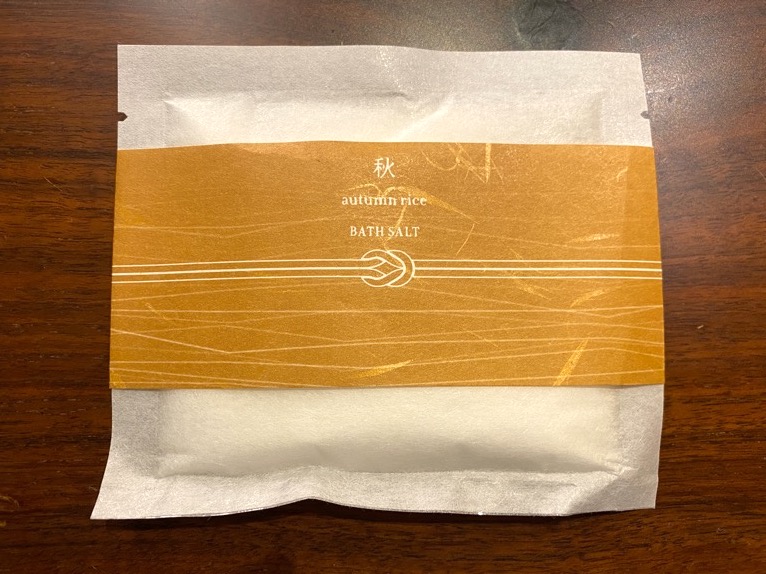 秋
autumn rice
BATH SALT